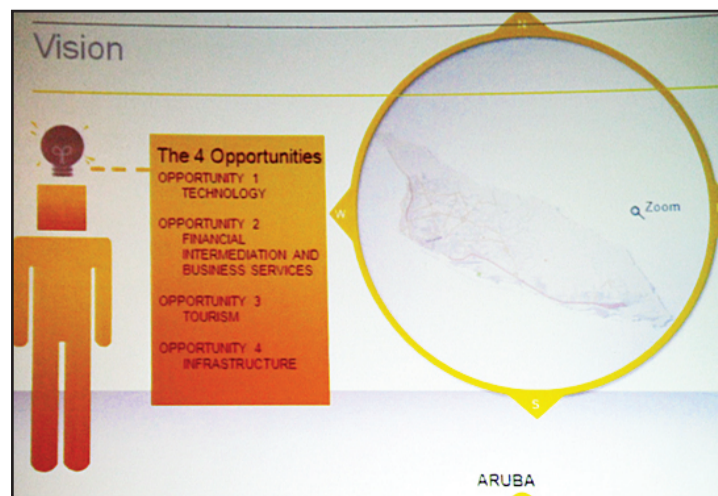 Vision
N
The 4 Opportunities
OPPORTUNITY 1
TECHNOLOGY
OPPORTUNITY 2
FINANCIAL
INTERMEDIATION AND
BUSINESS SERVICES
OPPORTUNITY 3
TOURISM
OPPORTUNITY 4
INFRASTRUCTURE
W
Zoom
S
ARUBA